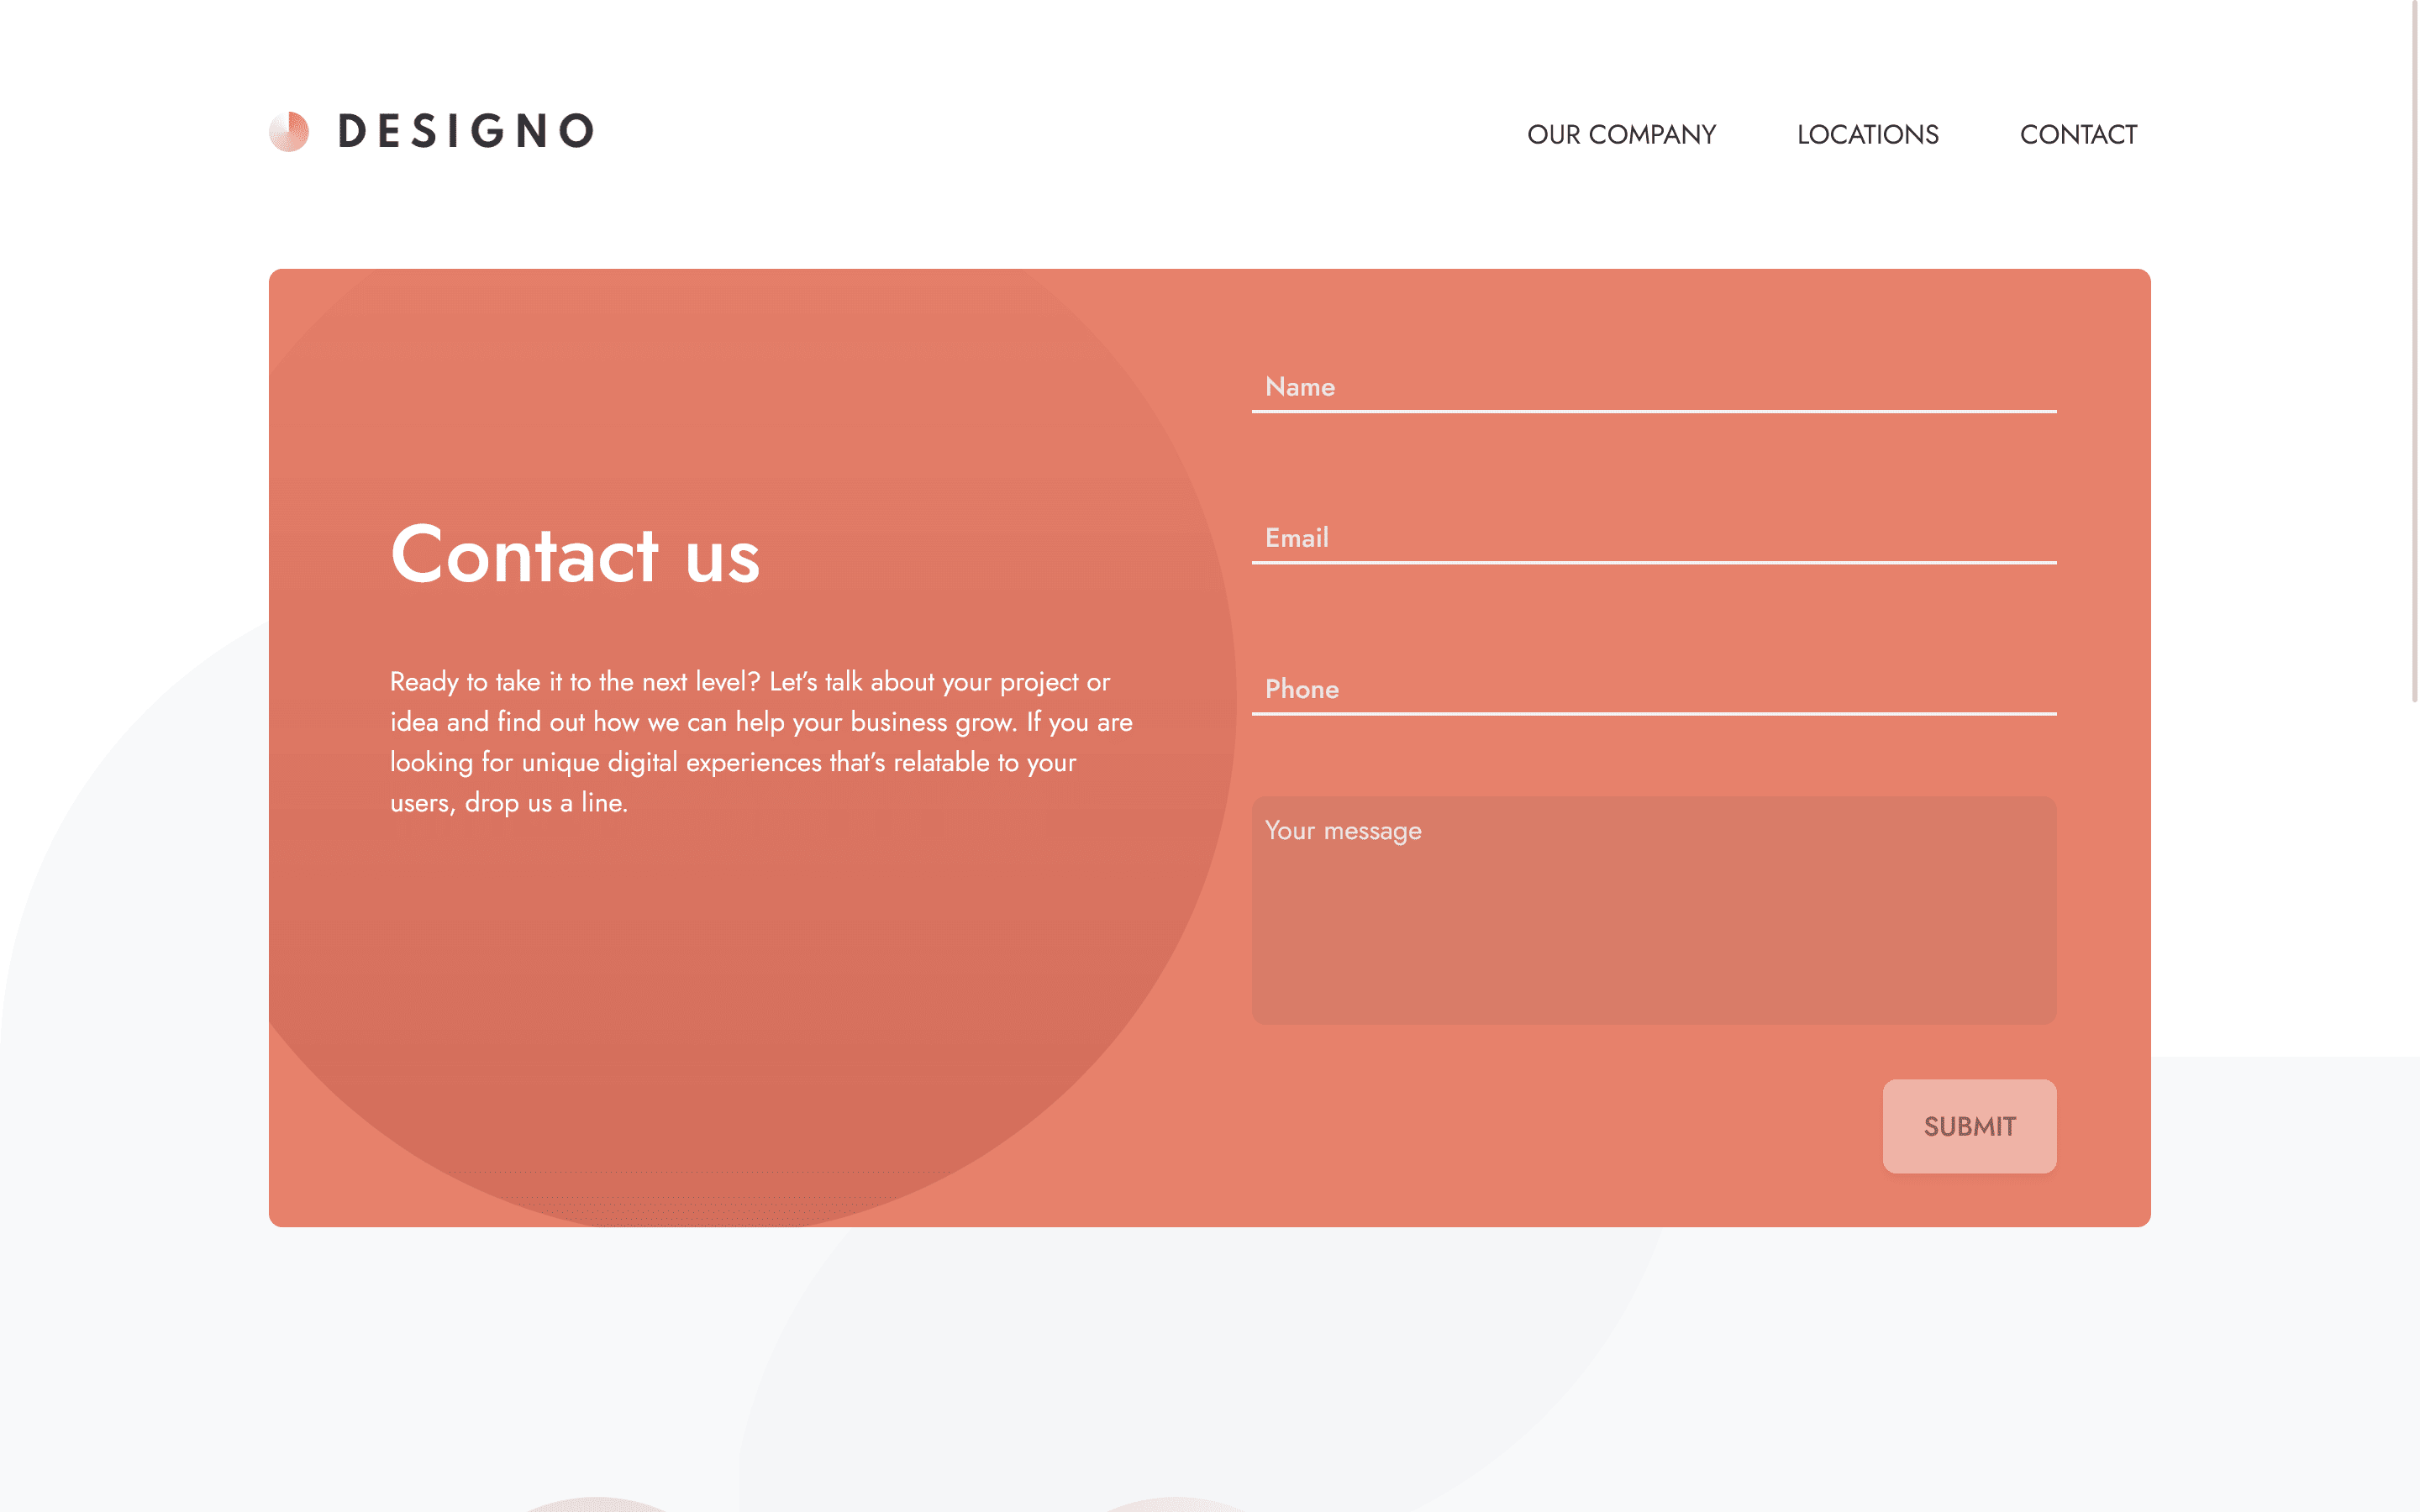 DESIGNO
OUR COMPANY
LOCATIONS
CONTACT
Contact us
Ready to take it to the next level? Let’s talk about your project or
idea and find out how we can help your business grow. If you are
looking for unique digital experiences that’s relatable to your
users, drop us a line.
Name
Email
Phone
Your message
SUBMIT